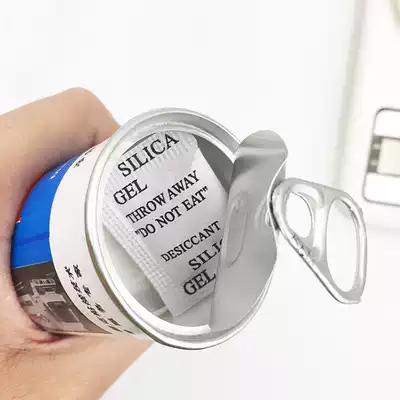 SILICA
GEL
THROW AWAY
"DO NOT EAT"
DESICCANT
SILI
GEL